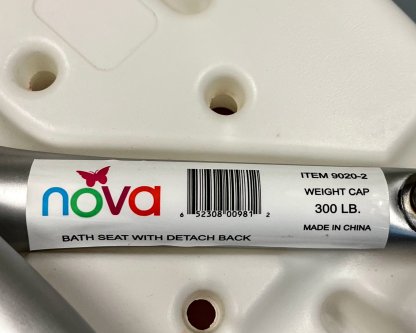 nova
6 52308 00981 2
BATH SEAT WITH DETACH BACK
ITEM 9020-2
WEIGHT CAP
300 LB.
MADE IN CHINA